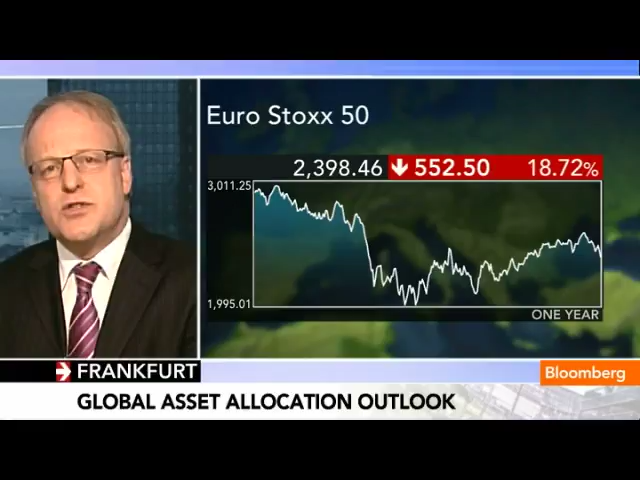 Euro Stoxx 50
2,398.46 552.50 18.72%
3,011.25
1,995.01
ONE YEAR
FRANKFURT
Bloomberg
GLOBAL ASSET ALLOCATION OUTLOOK